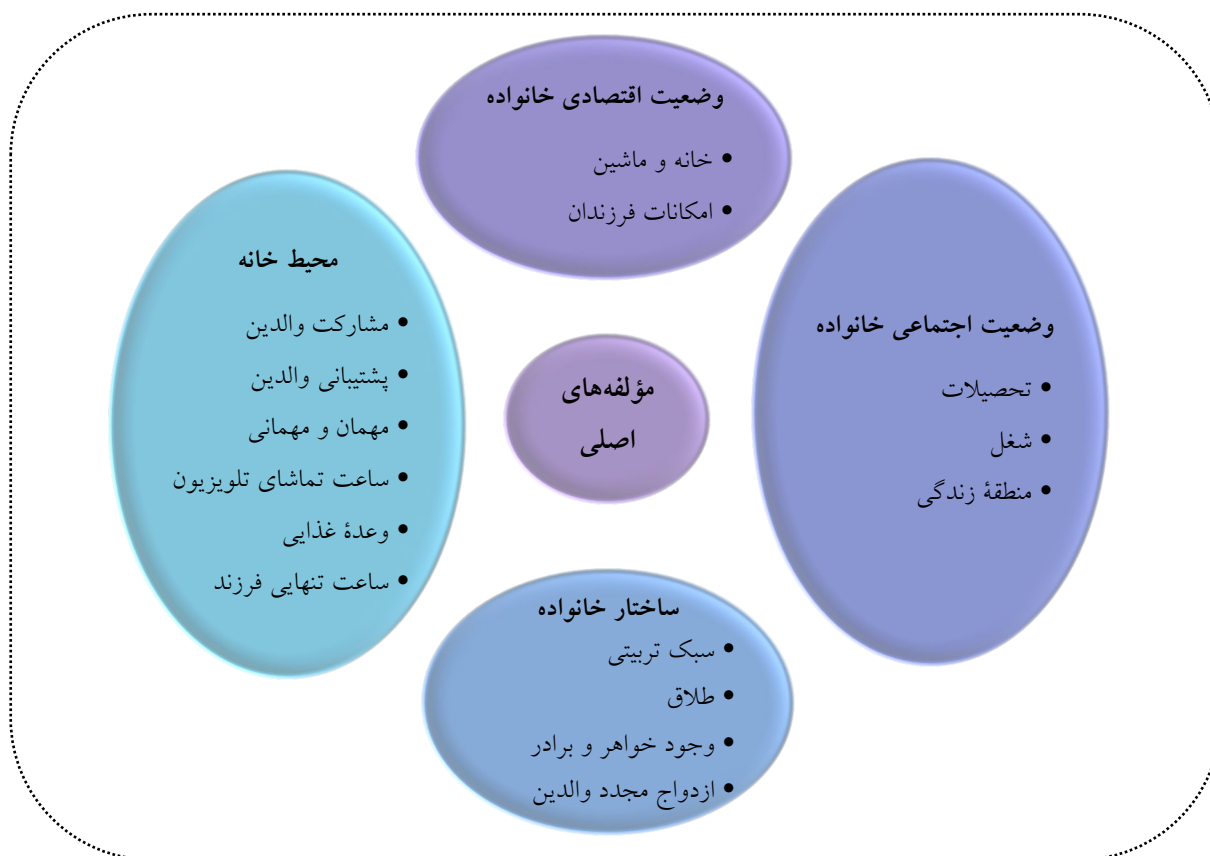 وضعیت اقتصادی خانواده
• خانه و ماشین
• امکانات فرزندان
وضعیت اجتماعی خانواده
• تحصیلات
• شغل
• منطقهٔ زندگی
مؤلفه‌های
اصلی
محیط خانه
• مشارکت والدین
• پشتیبانی والدین
• مهمان و مهمانی
• ساعت تماشای تلویزیون
• وعدهٔ غذایی
• ساعت تنهایی فرزند
ساختار خانواده
• سبک تربیتی
• طلاق
• وجود خواهر و برادر
• ازدواج مجدد والدین